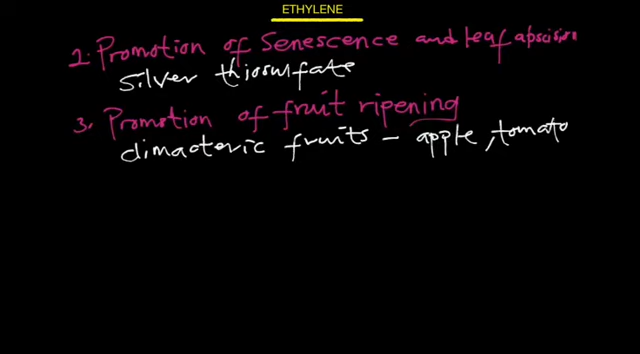 ETHYLENE
2. Promotion of Senescence and leaf abscision
silver thiosulfate
3. Promotion of fruit ripening
climacteric fruits - apple, tomato